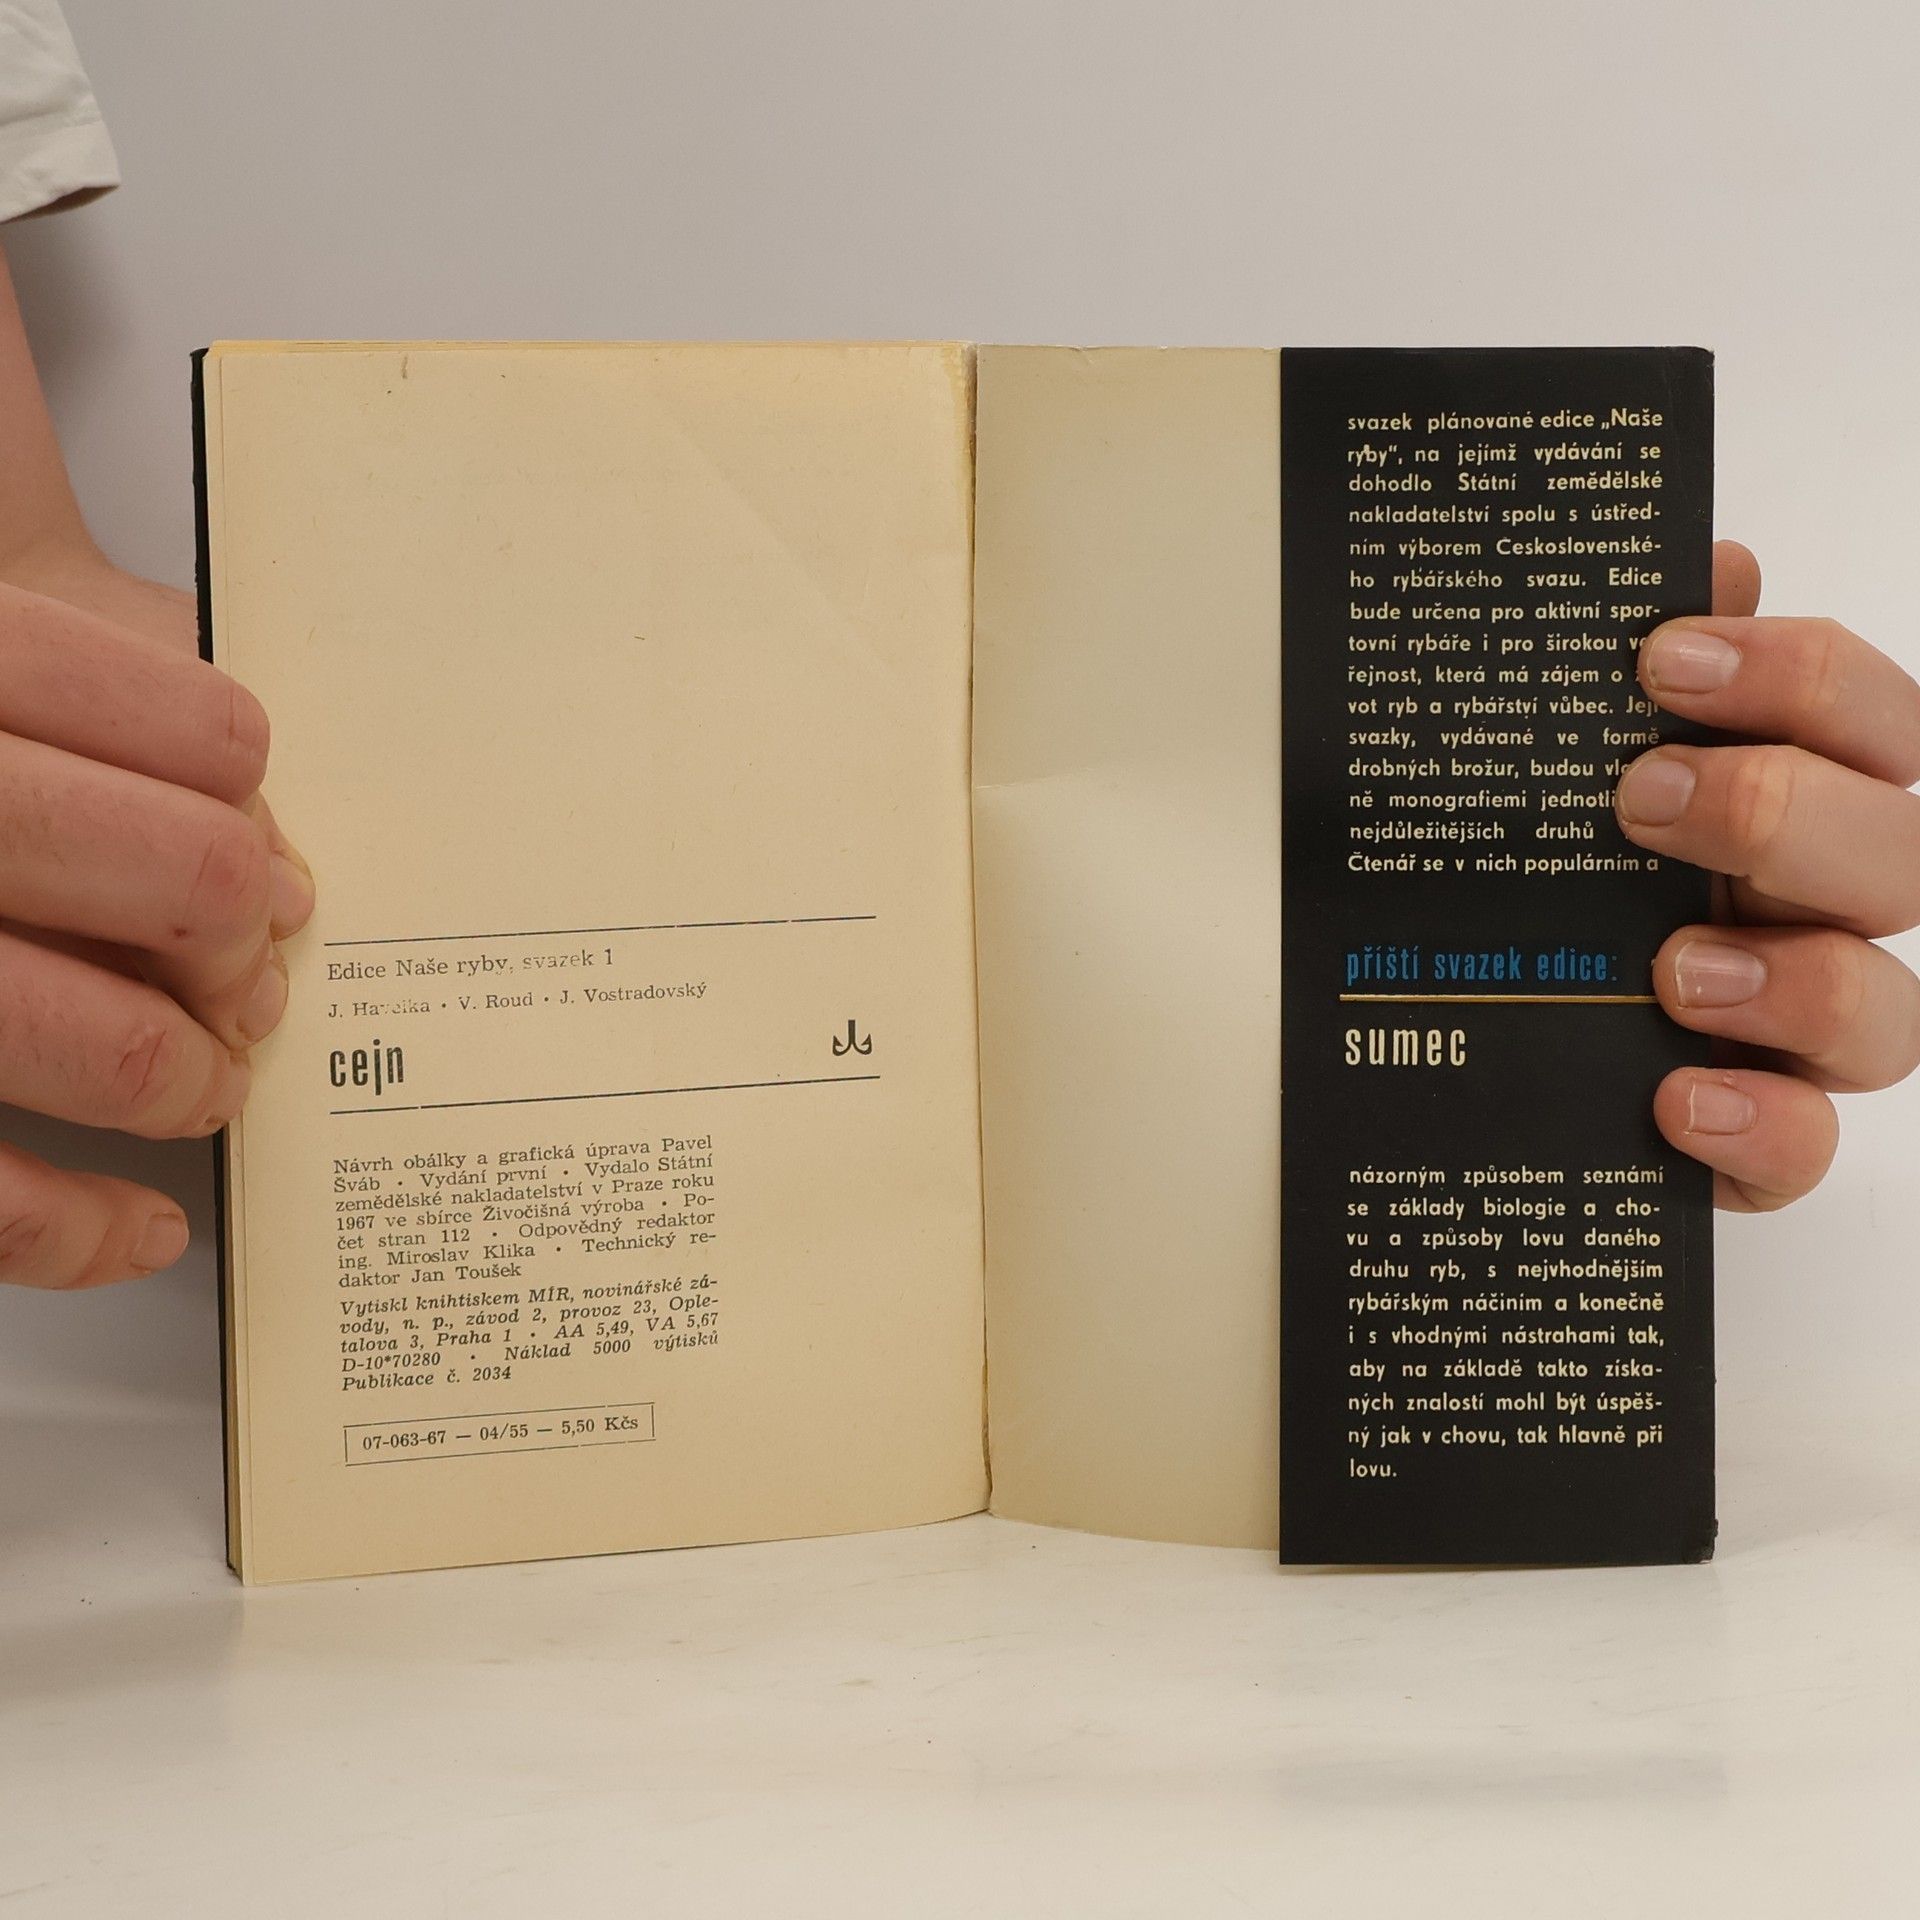 Edice Naše ryby, svazek 1
J. Havelka • V. Roud • J. Vostradovský
cejn
Návrh obálky a grafická úprava Pavel
Šváb • Vydání první • Vydalo Státní
zemědělské nakladatelství v Praze roku
1967 ve sbírce Živočišná výroba • Po-
čet stran 112 • Odpovědný redaktor
ing. Miroslav Klika • Technický re-
daktor Jan Toušek
Vytiskl knihtiskem MÍR, novinářské zá-
vody, n. p., závod 2, provoz 23, Ople-
talova 3, Praha 1 • AA 5,49, VA 5,67
D-10*70280 • Náklad 5000 výtisků
Publikace č. 2034
07-063-67 — 04/55 — 5,50 Kčs
svazek plánované edice „Naše
ryby“, na jejímž vydávání se
dohodlo Státní zemědělské
nakladatelství spolu s ústřed-
ním výborem Československé-
ho rybářského svazu. Edice
bude určena pro aktivní spor-
tovní rybáře i pro širokou
řejnost, která má zájem o
vot ryb a rybářství vůbec. Její
svazky, vydávané ve formě
drobných brožur, budou
ně monografiemi
nejdůležitějších druhů
Čtenář se v nich populárním a
příští svazek edice:
sumec
názorným způsobem seznámí
se základy biologie a cho-
vu a způsoby lovu daného
druhu ryb, s nejvhodnějším
rybářským náčiním a konečně
i s vhodnými nástrahami tak,
aby na základě takto získa-
ných znalostí mohl být úspěš-
ný jak v chovu, tak hlavně při
lovu.